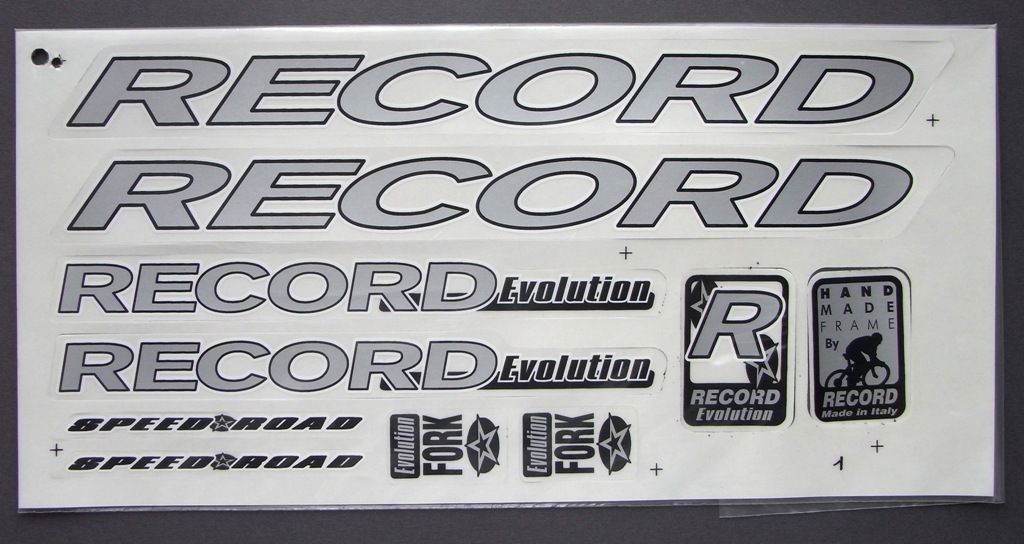 RECORD
RECORD
RECORD Evolution
RECORD Evolution
SPEED ROAD
SPEED ROAD
Evolution
FORK
Evolution
FORK
R
RECORD
Evolution
HAND
MADE
FRAME
By
RECORD
Made in Italy
1